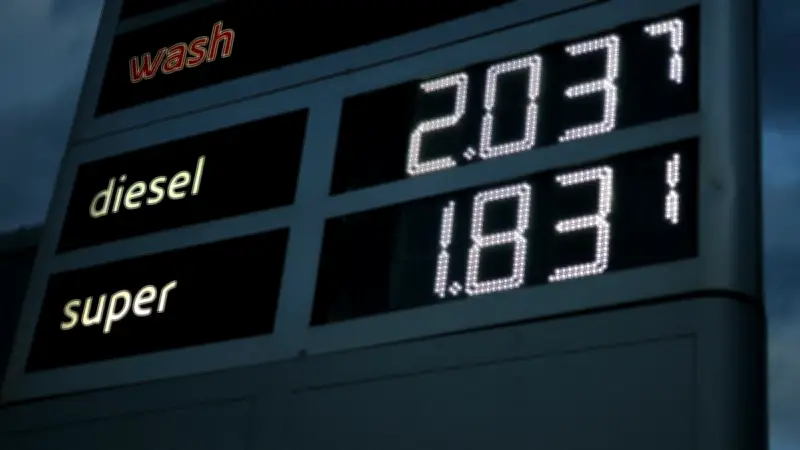 wash
diesel 2.037
super 1.831